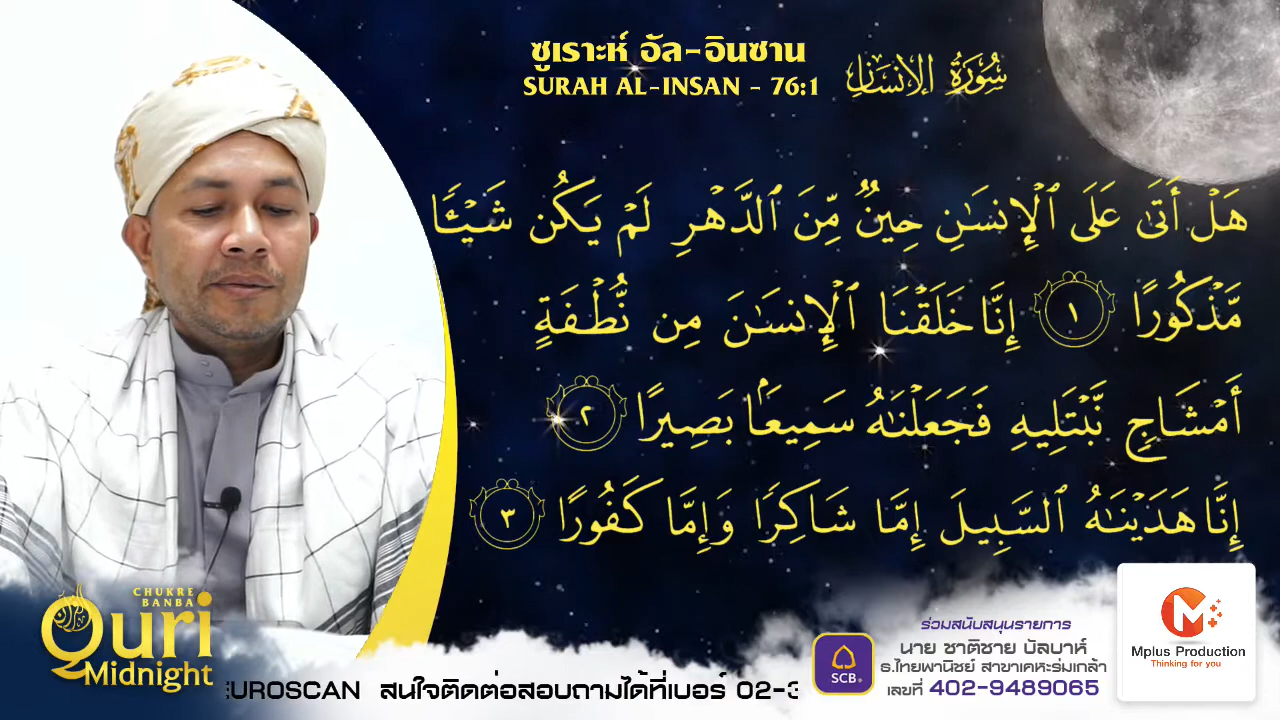 ซูเราะห์ อัล-อินซาน
SURAH AL-INSAN - 76:1
سُورَةُ الإِنسَانِ
هَلۡ أَتَىٰ عَلَى ٱلۡإِنسَٰنِ حِينٞ مِّنَ ٱلدَّهۡرِ لَمۡ يَكُن شَيۡـٔٗا
مَّذۡكُورًا ١ إِنَّا خَلَقۡنَا ٱلۡإِنسَٰنَ مِن نُّطۡفَةٍ
أَمۡشَاجٖ نَّبۡتَلِيهِ فَجَعَلۡنَٰهُ سَمِيعَۢا بَصِيرًا ٢
إِنَّا هَدَيۡنَٰهُ ٱلسَّبِيلَ إِمَّا شَاكِرٗا وَإِمَّا كَفُورًا ٣
CHUKRE
BANBA
Quri
Midnight
EUROSCAN สนใจติดต่อสอบถามได้ที่เบอร์ 02-3
SCB
ร่วมสนับสนุนรายการ
นาย ชาติชาย บัลบาห์
ธ.ไทยพานิชย์ สาขาเคหะร่มเกล้า
เลขที่ 402-9489065
Mplus Production
Thinking for you